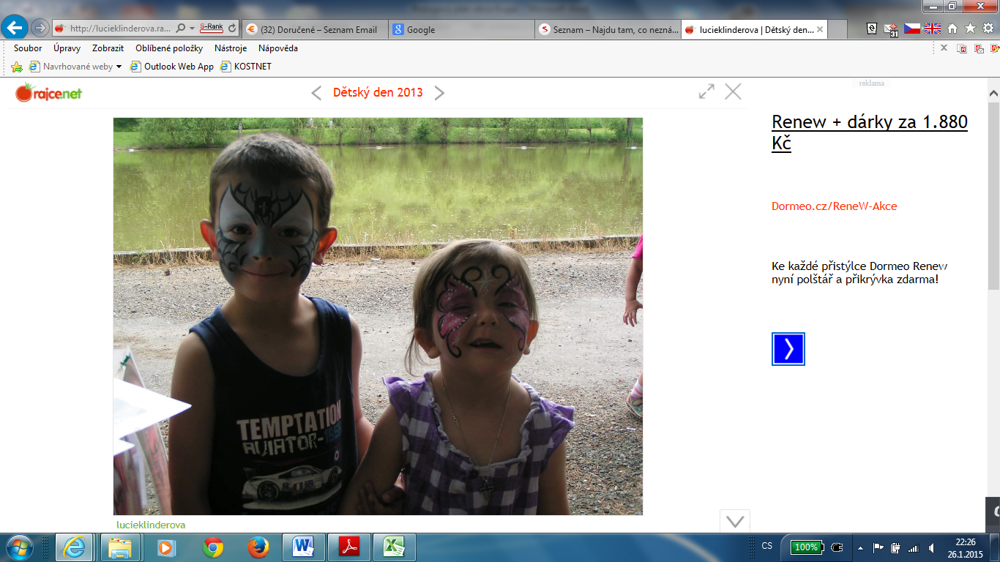 http://lucieklinderova.ra...
S-Rank
(32) Doručené – Seznam Email
Google
Seznam – Najdu tam, co nezná...
lucieklinderova | Dětský den...
31
Soubor Úpravy Zobrazit Oblíbené položky Nástroje Nápověda
Navrhované weby Outlook Web App KOSTNET
rajce.net
Dětský den 2013
reklama
Renew + dárky za 1.880
Kč
Dormeo.cz/ReneW-Akce
Ke každé přistýlce Dormeo Renew
nyní polštář a přikrývka zdarma!
TEMPTATION
AVIATOR-
lucieklinderova
CS
100%
22:26
26.1.2015